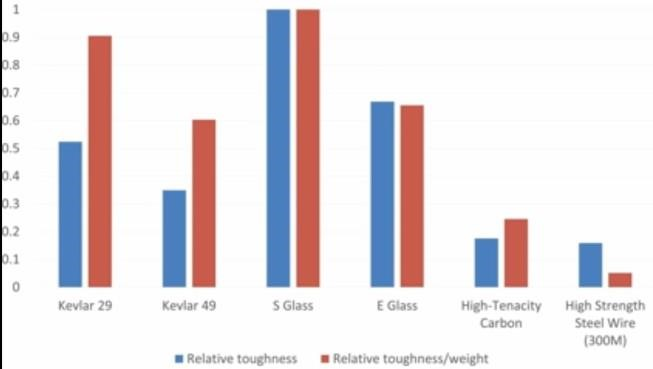 1
0.9
0.8
0.7
0.6
0.5
0.4
0.3
0.2
0.1
0
Kevlar 29
Kevlar 49
S Glass
E Glass
High-Tenacity
Carbon
High Strength
Steel Wire
(300M)
Relative toughness
Relative toughness/weight